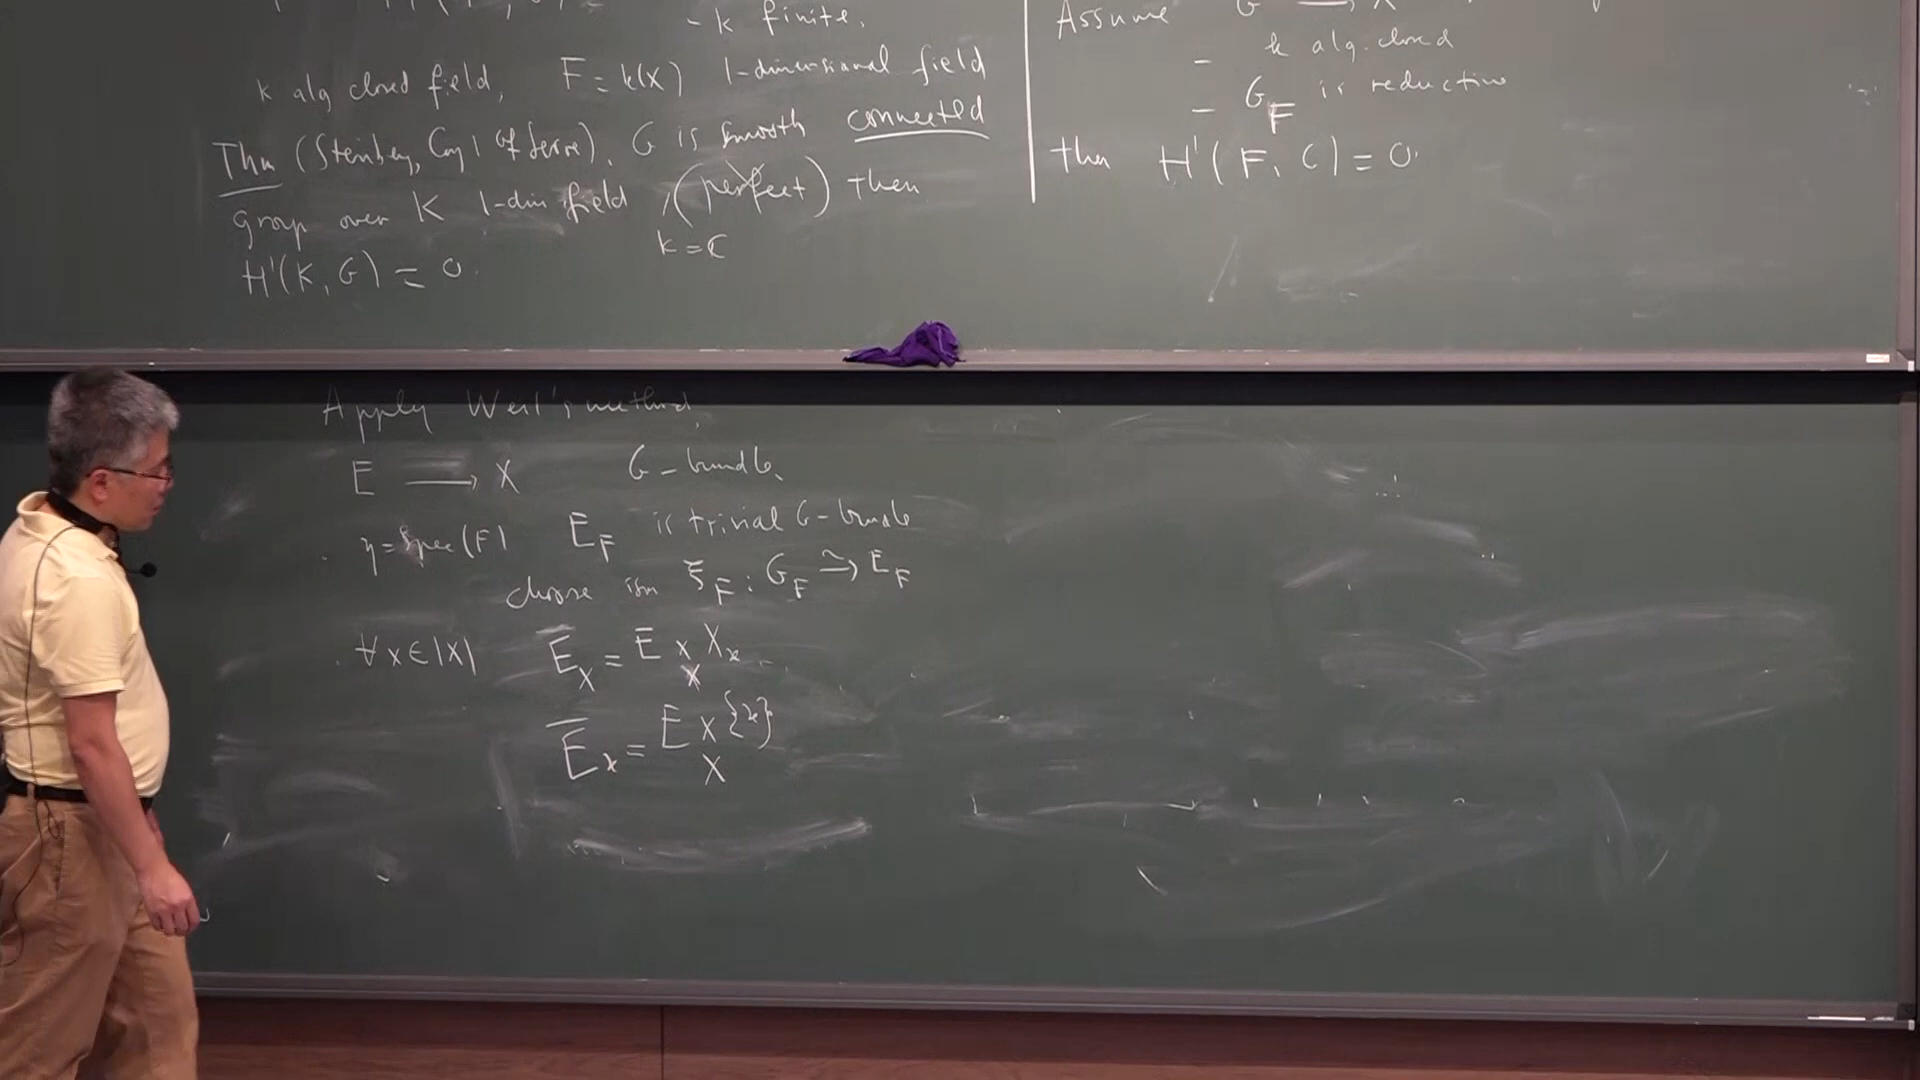 - k finite.
k alg closed field, F = k(X) 1-dimensional field
Thm (Steinberg, Conj 1 of Serre). G is smooth connected
group over K 1-dim field, (perfect) then
k = C
H¹(K, G) = 0.
Assume G → X
- k alg. closed
- G_F is reductive
then H¹(F, G) = 0.
Apply Weil's method.
E → X G-bundle.
η = Spec(F) E_F is trivial G-bundle
choose isom ξ_F : G_F ≃→ E_F
∀x∈|X| E_x = E ×_X X_x
E̅_x = E ×_X {x}